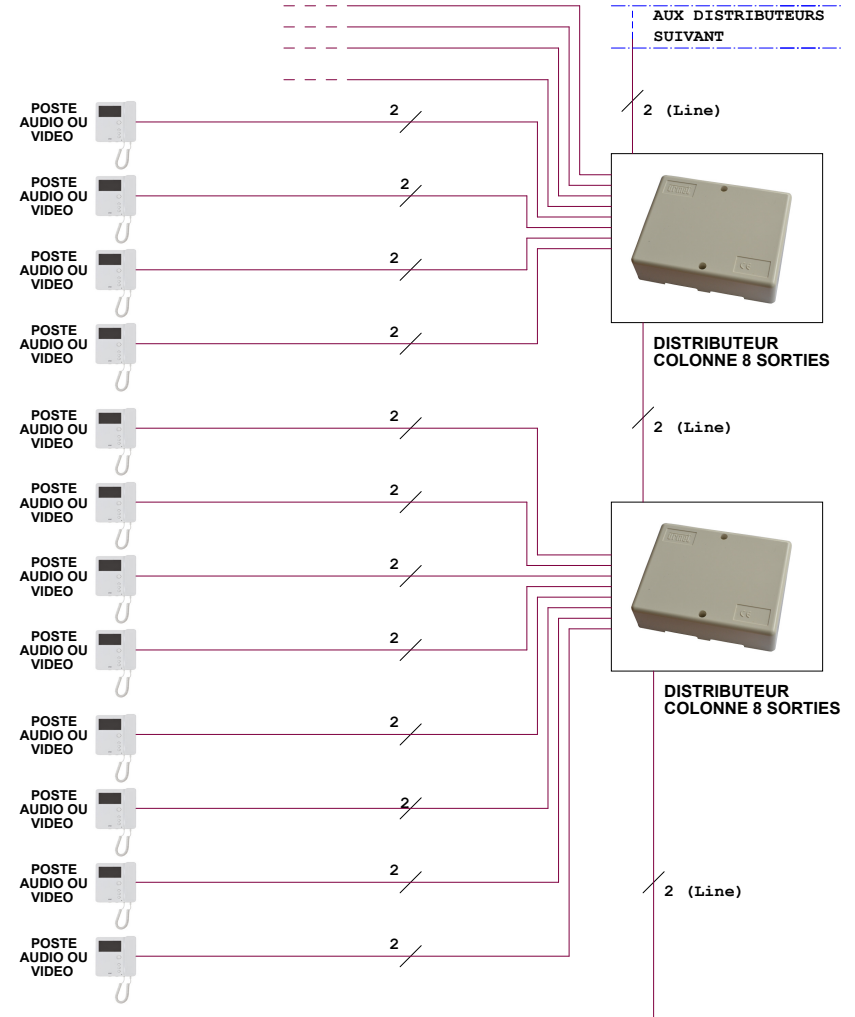 AUX DISTRIBUTEURS
SUIVANT
2 (Line)
POSTE
AUDIO OU
VIDEO
2
POSTE
AUDIO OU
VIDEO
2
POSTE
AUDIO OU
VIDEO
2
POSTE
AUDIO OU
VIDEO
2
DISTRIBUTEUR
COLONNE 8 SORTIES
POSTE
AUDIO OU
VIDEO
2
2 (Line)
POSTE
AUDIO OU
VIDEO
2
POSTE
AUDIO OU
VIDEO
2
POSTE
AUDIO OU
VIDEO
2
DISTRIBUTEUR
COLONNE 8 SORTIES
POSTE
AUDIO OU
VIDEO
2
POSTE
AUDIO OU
VIDEO
2
POSTE
AUDIO OU
VIDEO
2
2 (Line)
POSTE
AUDIO OU
VIDEO
2